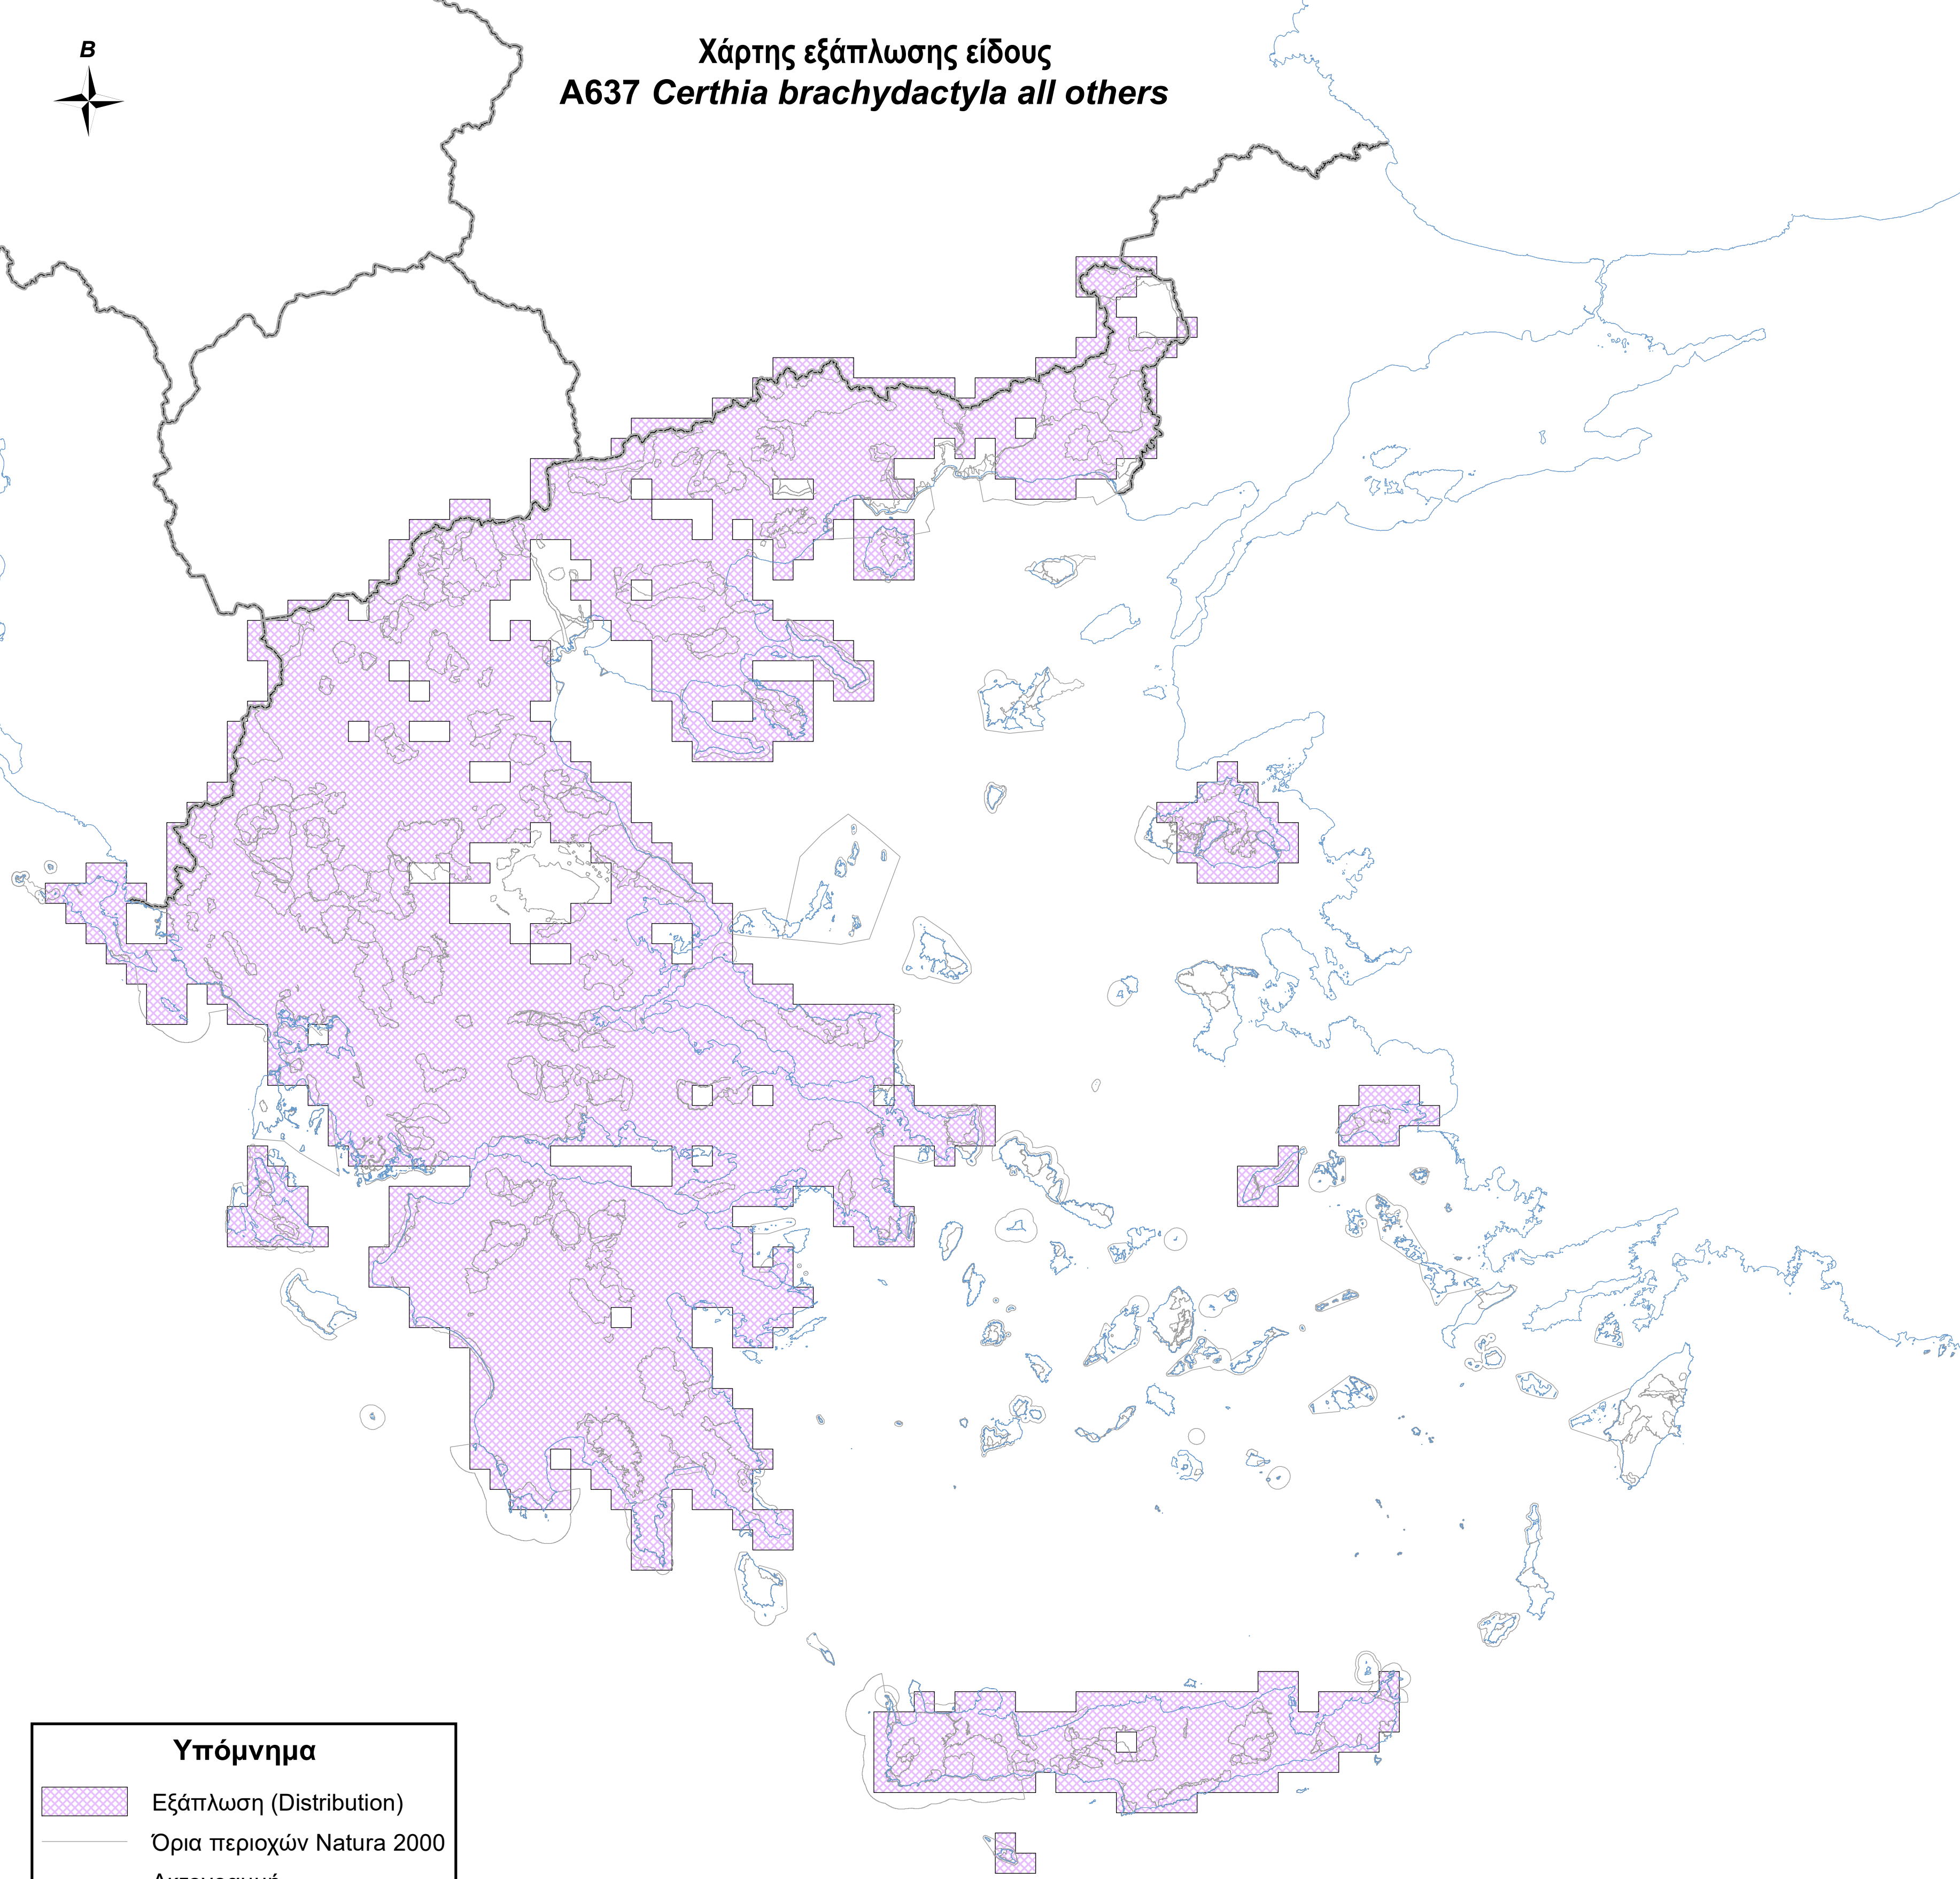 Β
Χάρτης εξάπλωσης είδους
A637 Certhia brachydactyla all others
Υπόμνημα
Εξάπλωση (Distribution)
Όρια περιοχών Natura 2000